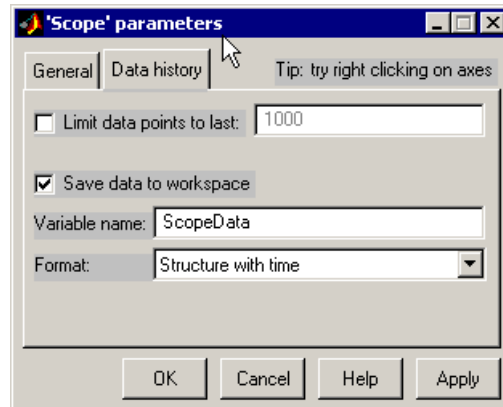 'Scope' parameters
General Data history Tip: try right clicking on axes
Limit data points to last: 1000
Save data to workspace
Variable name: ScopeData
Format: Structure with time
OK Cancel Help Apply